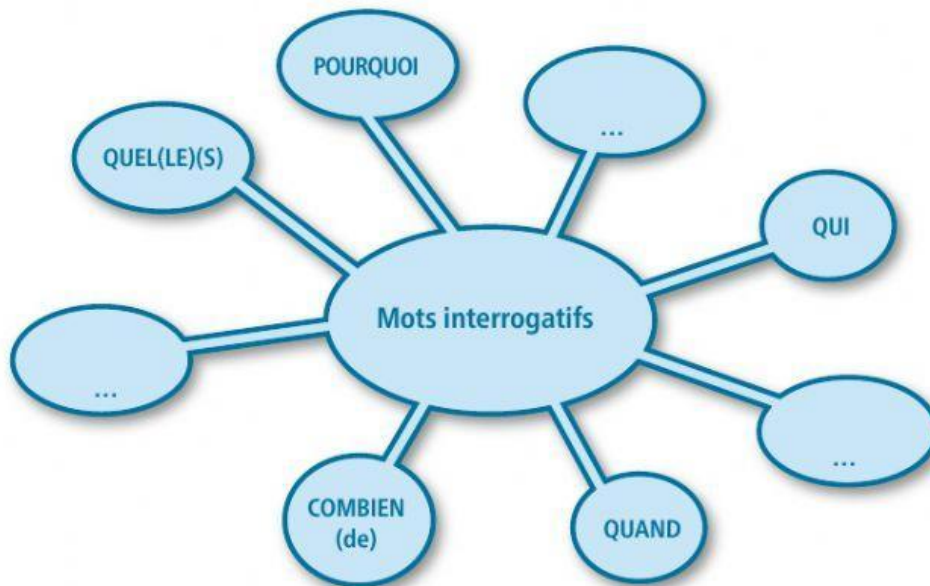 POURQUOI
...
QUEL(LE)(S)
QUI
Mots interrogatifs
...
...
COMBIEN
(de)
QUAND